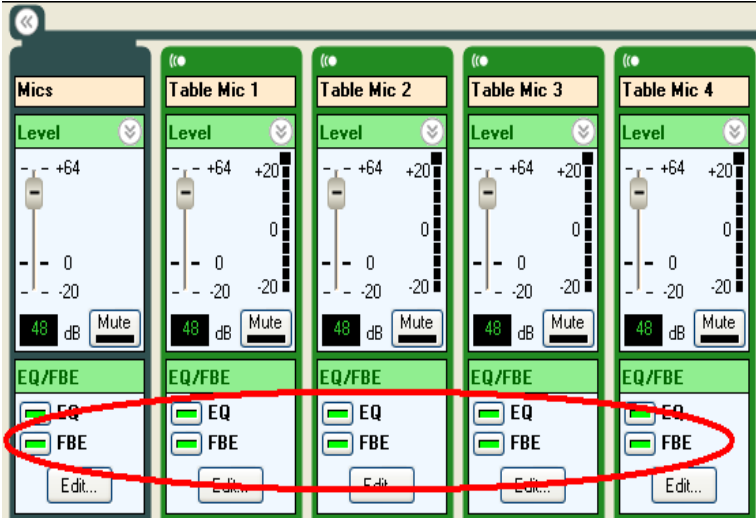 Mics Table Mic 1 Table Mic 2 Table Mic 3 Table Mic 4
Level Level Level Level Level
+64 +64 +20 +64 +20 +64 +20 +64 +20
0 0 0 0
0 0 0 0 0
-20 -20 -20 -20 -20 -20 -20 -20 -20
48 dB Mute 48 dB Mute 48 dB Mute 48 dB Mute 48 dB Mute
EQ/FBE EQ/FBE EQ/FBE EQ/FBE EQ/FBE
EQ EQ EQ EQ EQ
FBE FBE FBE FBE FBE
Edit... Edit... Edit... Edit... Edit...